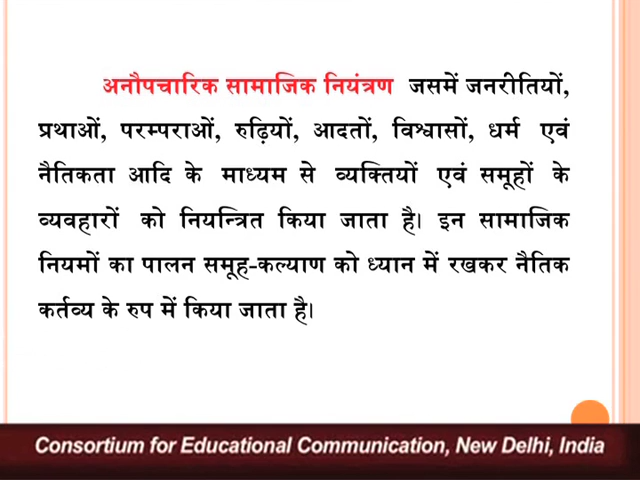 अनौपचारिक सामाजिक नियंत्रण जसमें जनरीतियों,
प्रथाओं, परम्पराओं, रुढ़ियों, आदतों, विश्वासों, धर्म एवं
नैतिकता आदि के माध्यम से व्यक्तियों एवं समूहों के
व्यवहारों को नियन्त्रित किया जाता है। इन सामाजिक
नियमों का पालन समूह-कल्याण को ध्यान में रखकर नैतिक
कर्तव्य के रुप में किया जाता है।
Consortium for Educational Communication, New Delhi, India